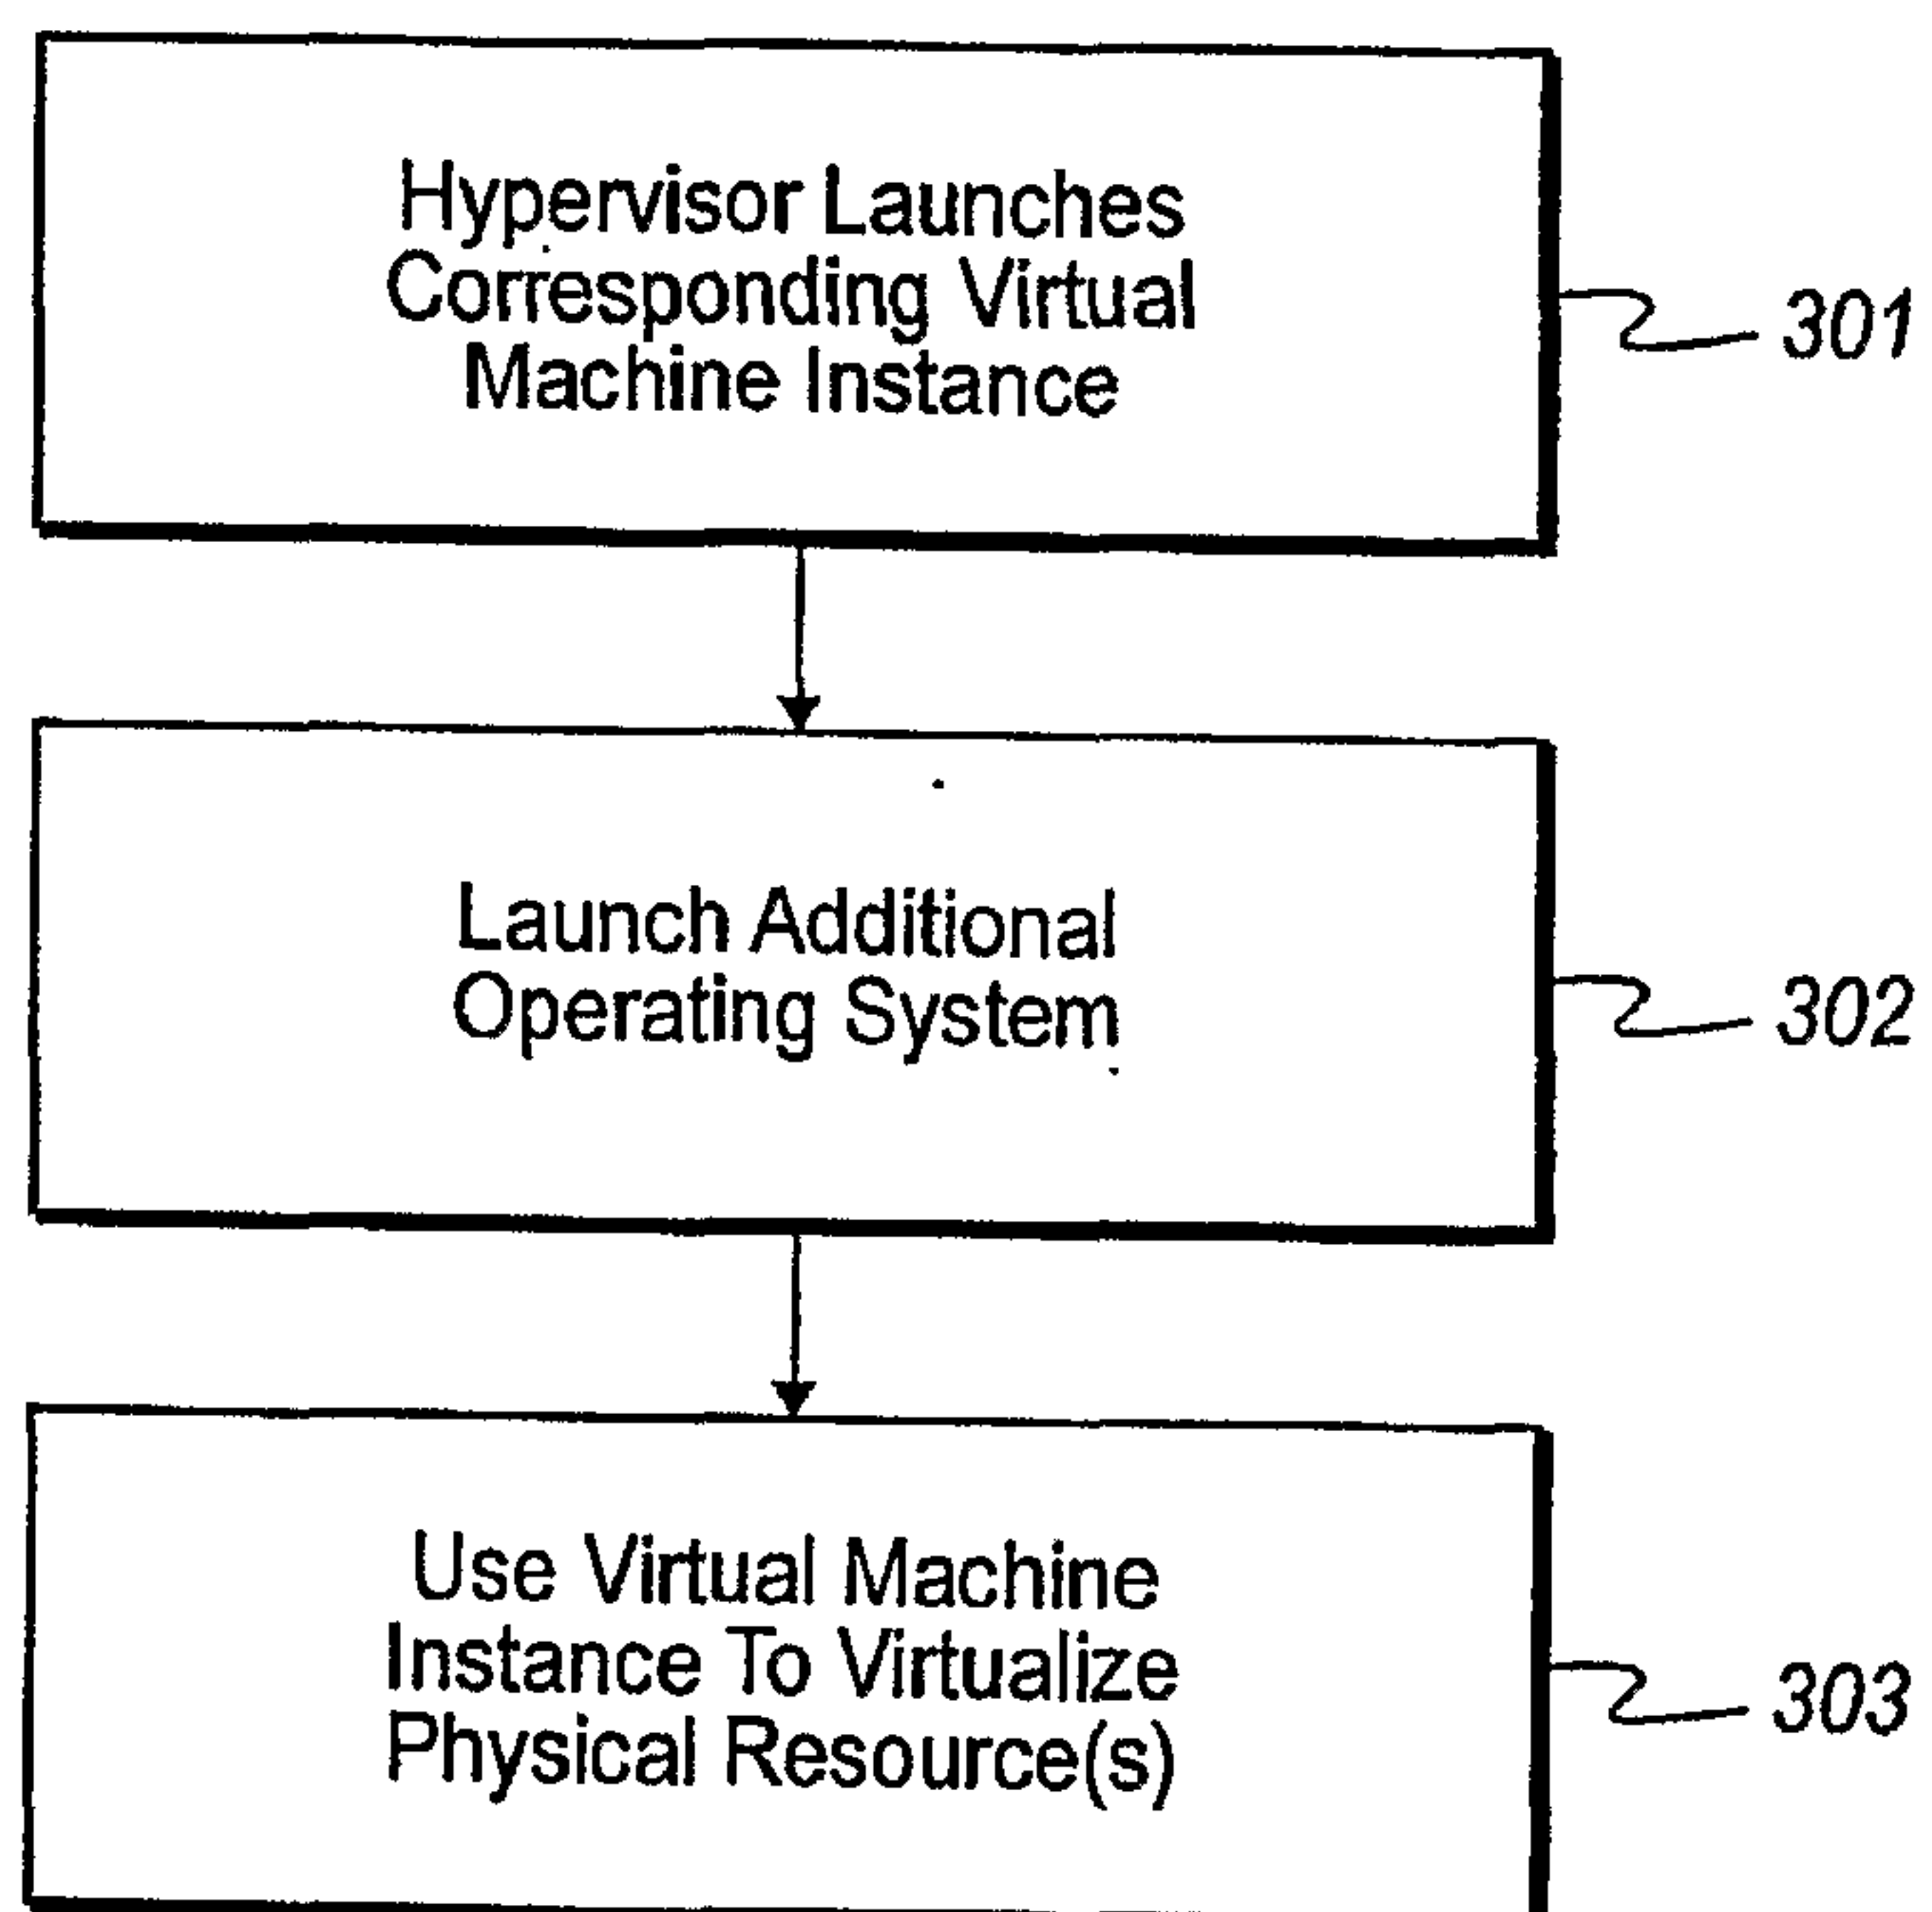 Hypervisor Launches
Corresponding Virtual
Machine Instance
301
Launch Additional
Operating System
302
Use Virtual Machine
Instance To Virtualize
Physical Resource(s)
303